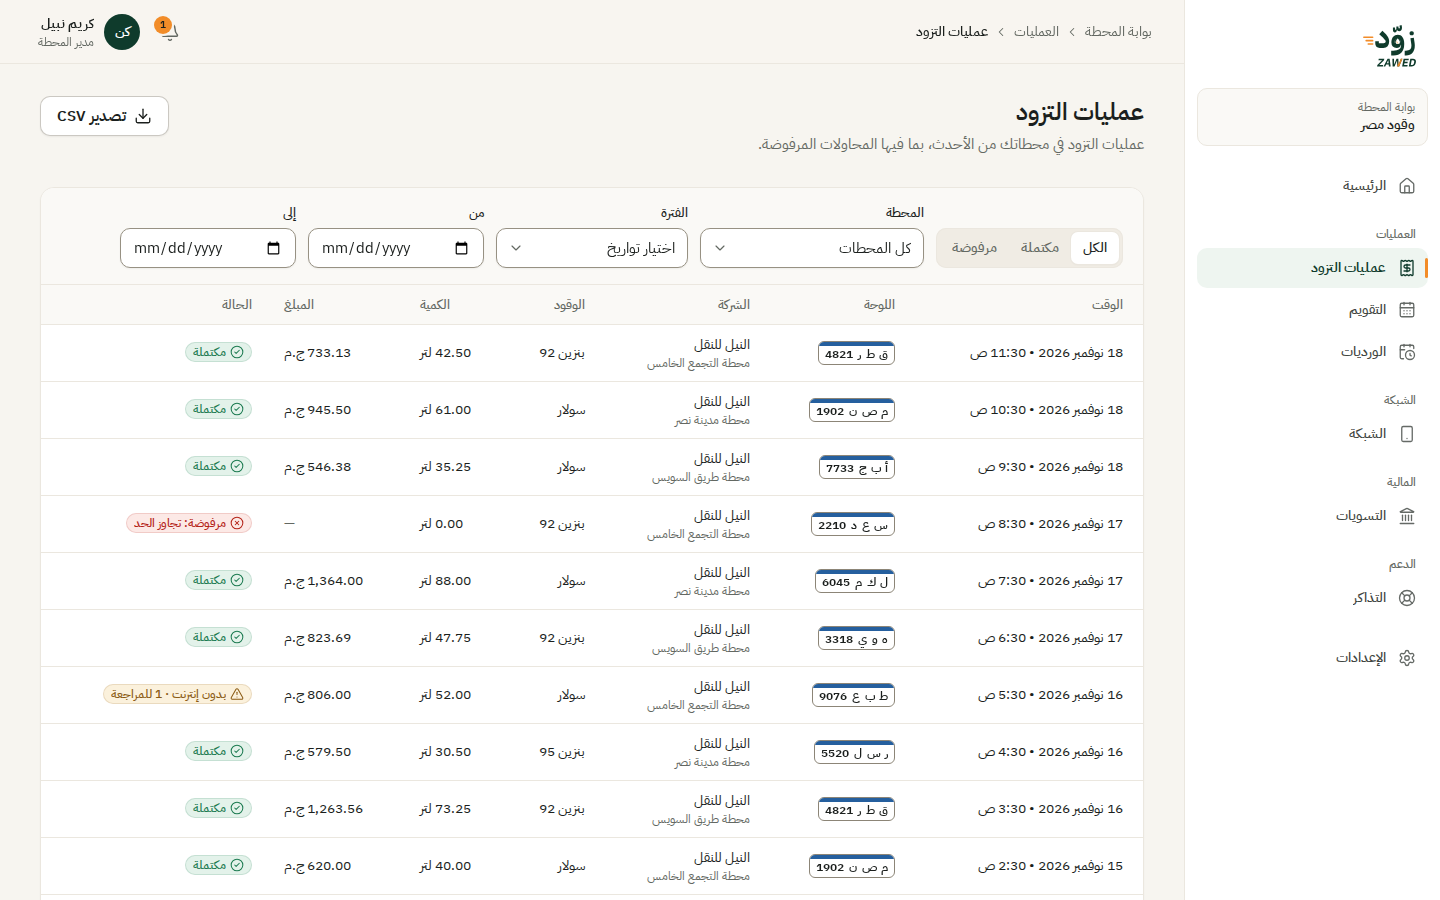 زوّد
ZAWED
بوابة المحطة
وقود مصر
الرئيسية
العمليات
عمليات التزود
التقويم
الورديات
الشبكة
الشبكة
المالية
التسويات
الدعم
التذاكر
الإعدادات
بوابة المحطة > العمليات > عمليات التزود
1
كن
كريم نبيل
مدير المحطة
عمليات التزود
عمليات التزود في محطاتك من الأحدث، بما فيها المحاولات المرفوضة.
تصدير CSV
المحطة الفترة من إلى
الكل مكتملة مرفوضة كل المحطات اختيار تواريخ mm/dd/yyyy mm/dd/yyyy
الوقت اللوحة الشركة الوقود الكمية المبلغ الحالة
18 نوفمبر 2026 • 11:30 ص ق ط ر 4821 النيل للنقل بنزين 92 42.50 لتر 733.13 ج.م مكتملة
محطة التجمع الخامس
18 نوفمبر 2026 • 10:30 ص م ص ن 1902 النيل للنقل سولار 61.00 لتر 945.50 ج.م مكتملة
محطة مدينة نصر
18 نوفمبر 2026 • 9:30 ص أ ب ج 7733 النيل للنقل سولار 35.25 لتر 546.38 ج.م مكتملة
محطة طريق السويس
17 نوفمبر 2026 • 8:30 ص س ع د 2210 النيل للنقل بنزين 92 0.00 لتر — مرفوضة: تجاوز الحد
محطة التجمع الخامس
17 نوفمبر 2026 • 7:30 ص ل ك م 6045 النيل للنقل سولار 88.00 لتر 1,364.00 ج.م مكتملة
محطة مدينة نصر
17 نوفمبر 2026 • 6:30 ص ه و ي 3318 النيل للنقل بنزين 92 47.75 لتر 823.69 ج.م مكتملة
محطة طريق السويس
16 نوفمبر 2026 • 5:30 ص ط ب ع 9076 النيل للنقل سولار 52.00 لتر 806.00 ج.م بدون إنترنت · 1 للمراجعة
محطة التجمع الخامس
16 نوفمبر 2026 • 4:30 ص ر س ل 5520 النيل للنقل بنزين 95 30.50 لتر 579.50 ج.م مكتملة
محطة مدينة نصر
16 نوفمبر 2026 • 3:30 ص ق ط ر 4821 النيل للنقل بنزين 92 73.25 لتر 1,263.56 ج.م مكتملة
محطة طريق السويس
15 نوفمبر 2026 • 2:30 ص م ص ن 1902 النيل للنقل سولار 40.00 لتر 620.00 ج.م مكتملة
محطة التجمع الخامس